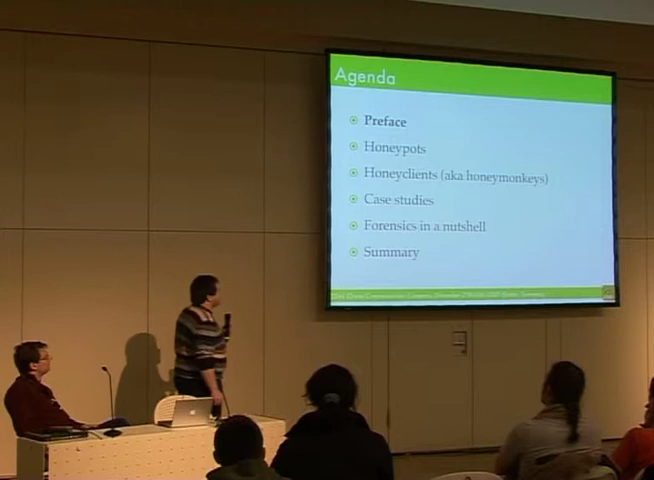 Agenda
Preface
Honeypots
Honeyclients (aka honeymonkeys)
Case studies
Forensics in a nutshell
Summary